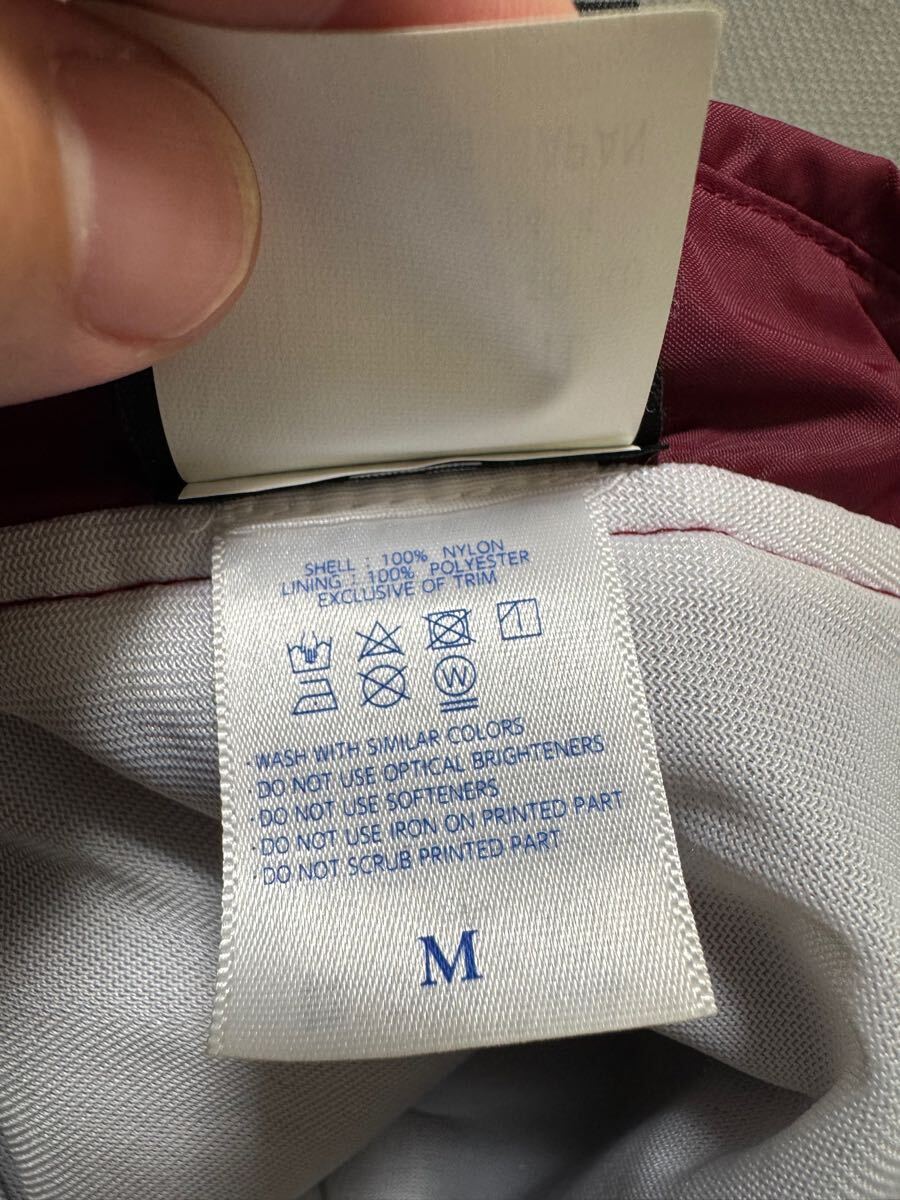 SHELL : 100% NYLON
LINING : 100% POLYESTER
EXCLUSIVE OF TRIM
W
·WASH WITH SIMILAR COLORS
DO NOT USE OPTICAL BRIGHTENERS
·DO NOT USE SOFTENERS
·DO NOT USE IRON ON PRINTED PART
·DO NOT SCRUB PRINTED PART
M